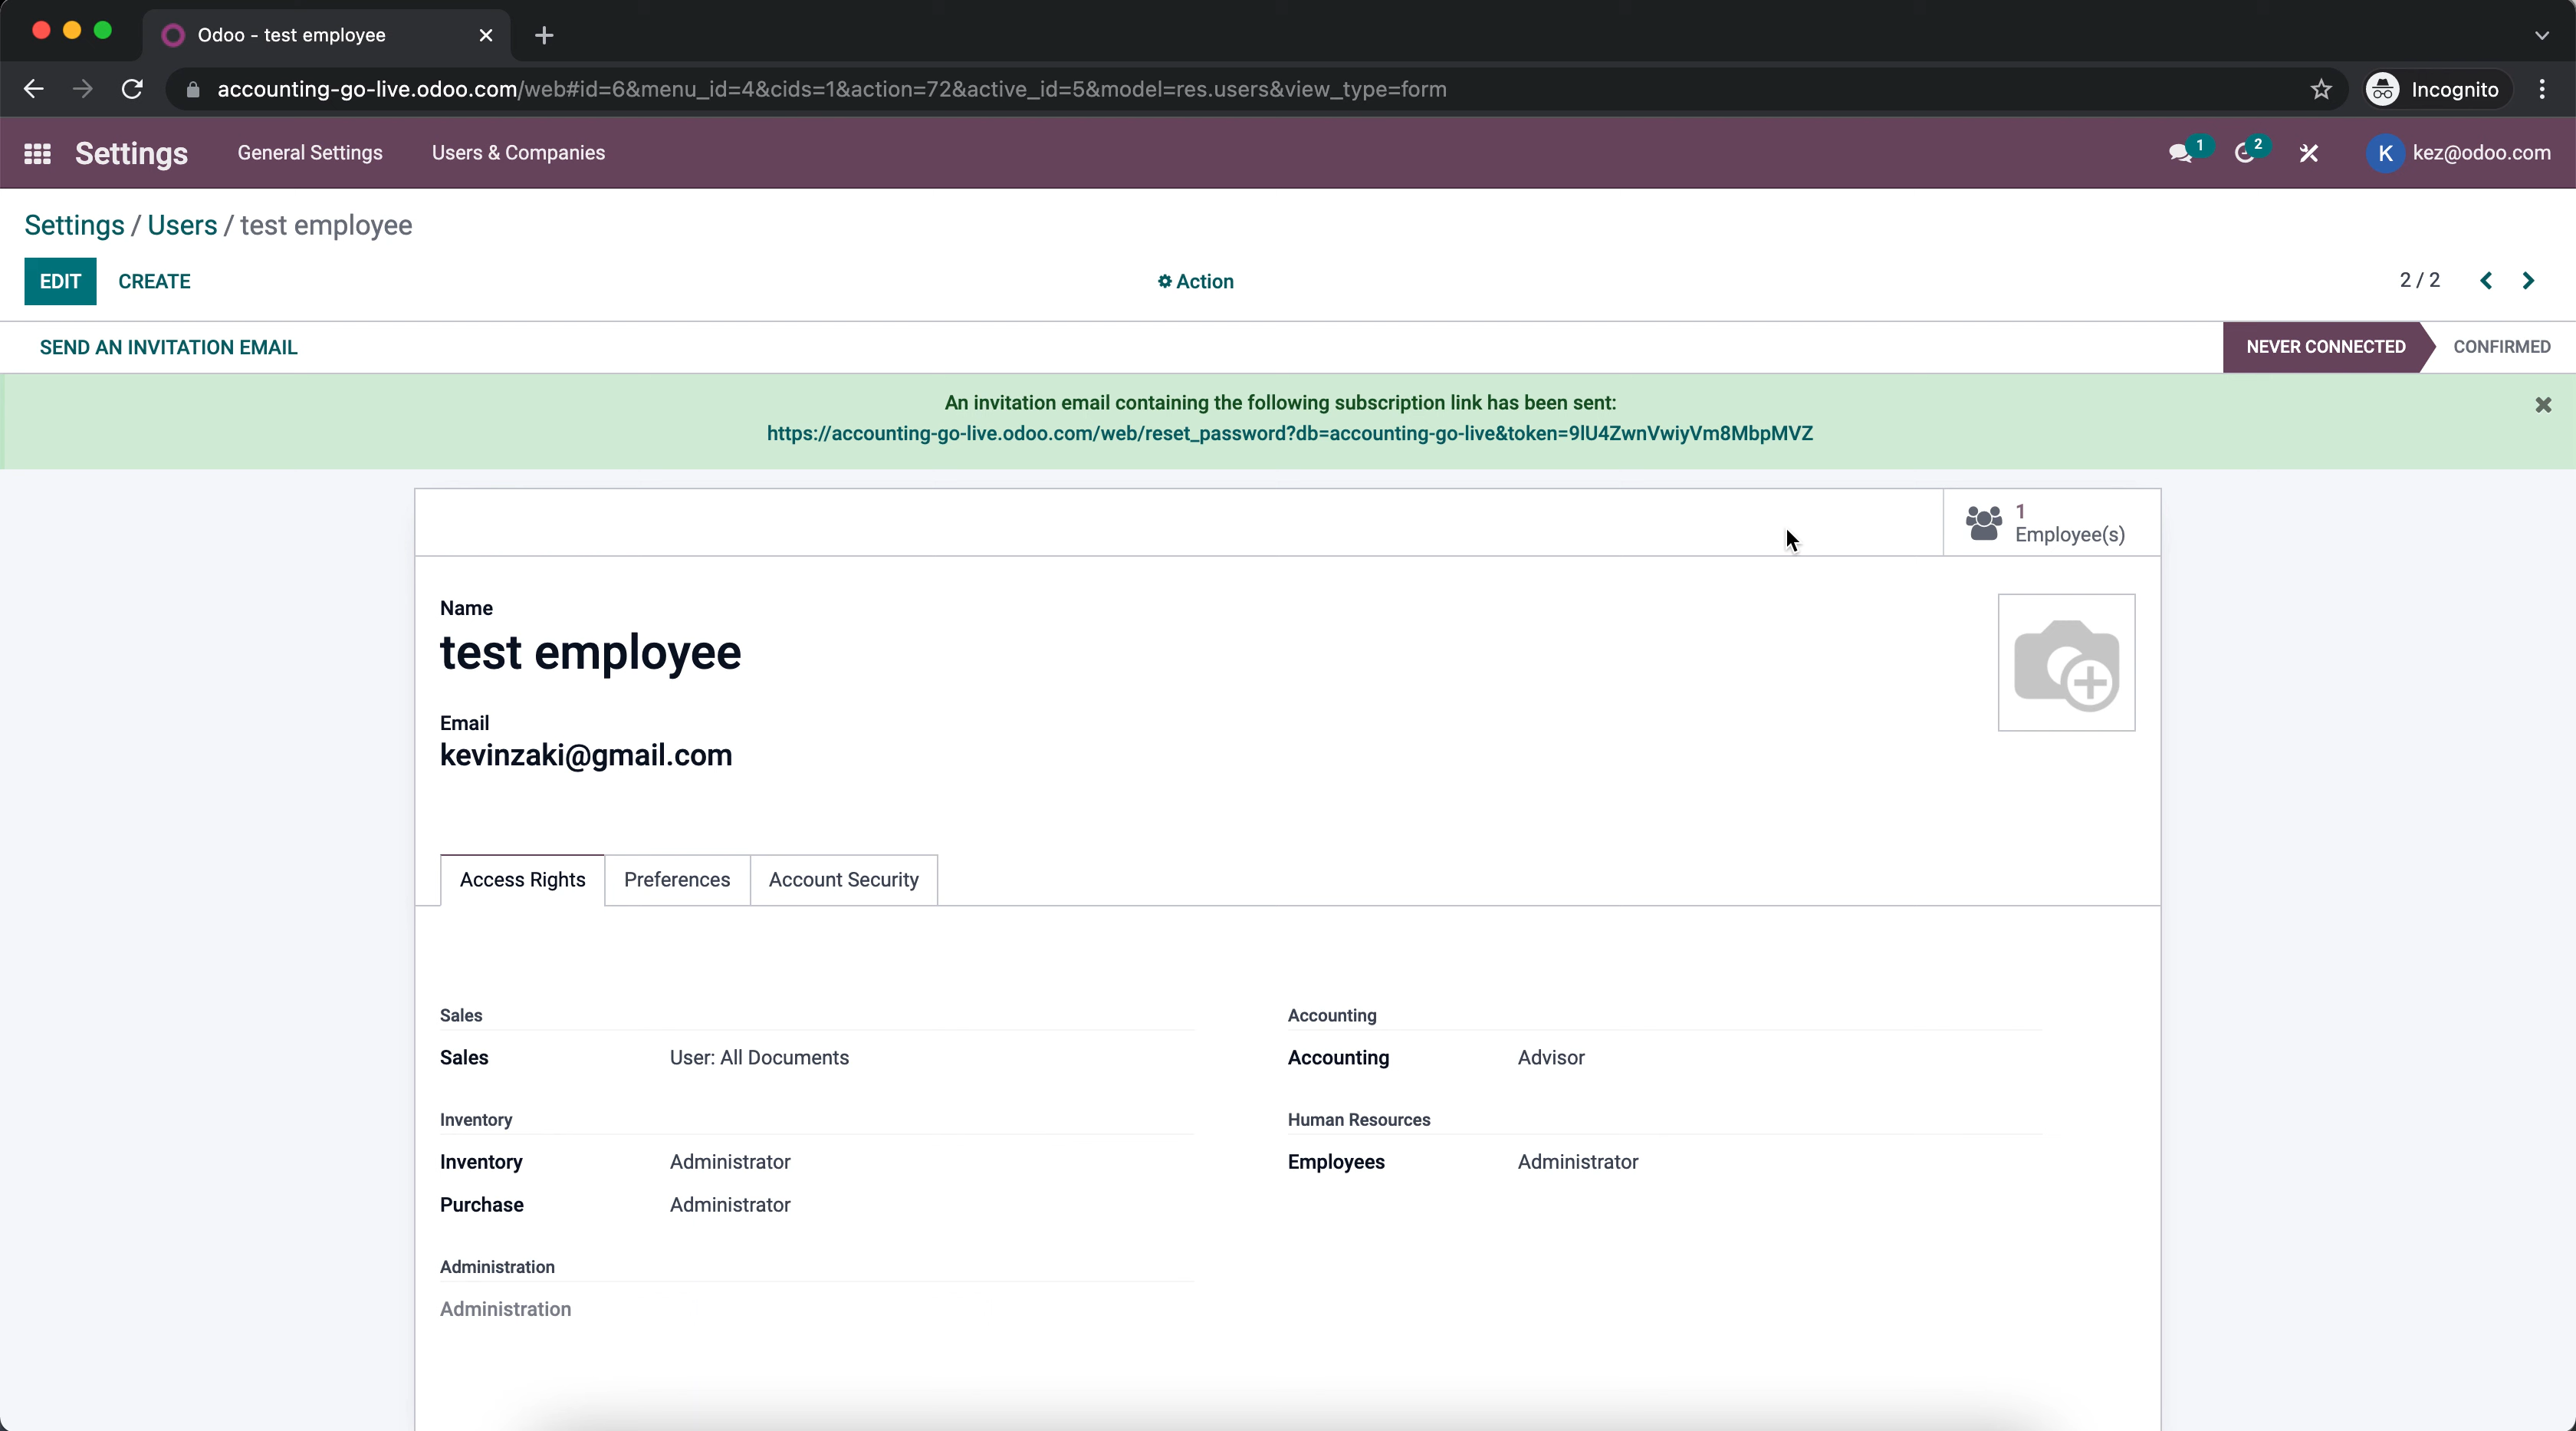 Odoo - test employee
accounting-go-live.odoo.com/web#id=6&menu_id=4&cids=1&action=72&active_id=5&model=res.users&view_type=form
Incognito
Settings General Settings Users & Companies 1 2 K kez@odoo.com
Settings / Users / test employee
EDIT CREATE Action 2 / 2
SEND AN INVITATION EMAIL NEVER CONNECTED CONFIRMED
An invitation email containing the following subscription link has been sent:
https://accounting-go-live.odoo.com/web/reset_password?db=accounting-go-live&token=9IU4ZwnVwiyVm8MbpMVZ
1
Employee(s)
Name
test employee
Email
kevinzaki@gmail.com
Access Rights Preferences Account Security
Sales Accounting
Sales User: All Documents Accounting Advisor
Inventory Human Resources
Inventory Administrator Employees Administrator
Purchase Administrator
Administration
Administration